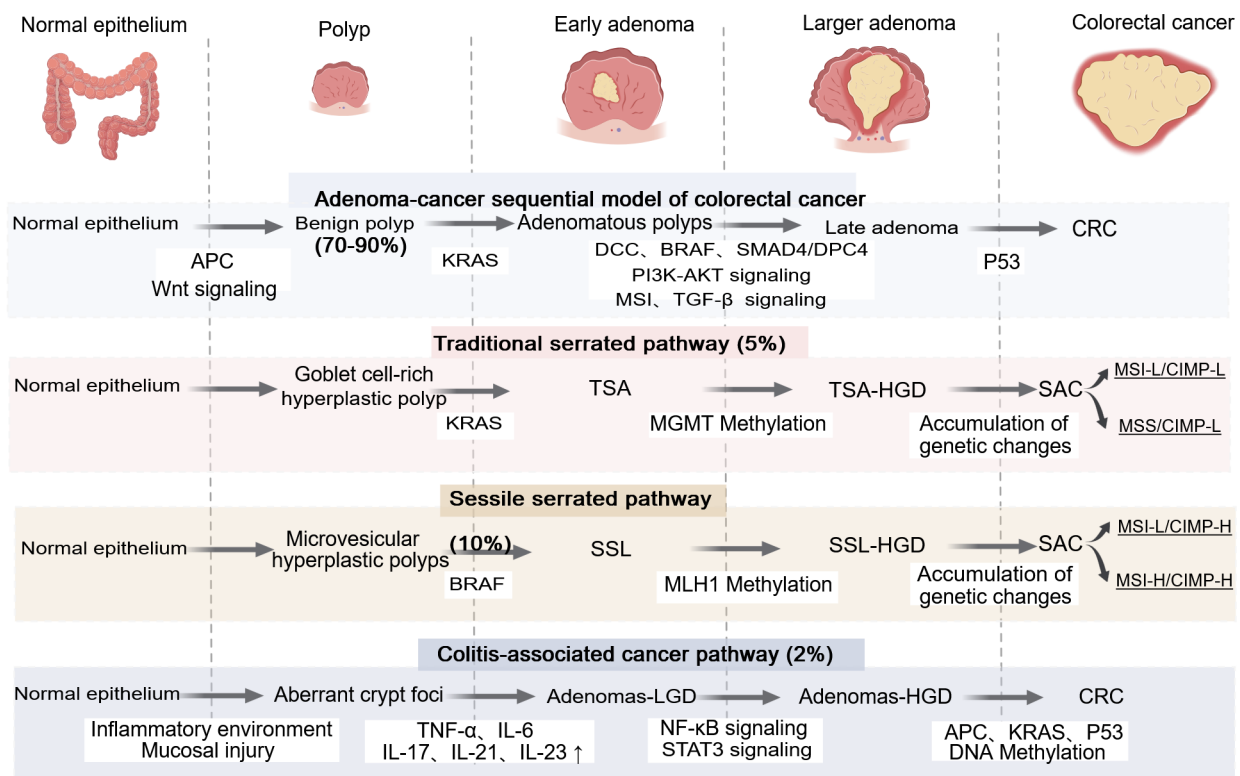 Normal epithelium
Polyp
Early adenoma
Larger adenoma
Colorectal cancer
Adenoma-cancer sequential model of colorectal cancer
Normal epithelium
Benign polyp
(70-90%)
Adenomatous polyps
Late adenoma
CRC
APC
Wnt signaling
KRAS
DCC、BRAF、SMAD4/DPC4
PI3K-AKT signaling
MSI、TGF-β signaling
P53
Traditional serrated pathway (5%)
Normal epithelium
Goblet cell-rich
hyperplastic polyp
TSA
TSA-HGD
SAC
MSI-L/CIMP-L
MSS/CIMP-L
KRAS
MGMT Methylation
Accumulation of
genetic changes
Sessile serrated pathway
(10%)
Normal epithelium
Microvesicular
hyperplastic polyps
SSL
SSL-HGD
SAC
MSI-L/CIMP-H
MSI-H/CIMP-H
BRAF
MLH1 Methylation
Accumulation of
genetic changes
Colitis-associated cancer pathway (2%)
Normal epithelium
Aberrant crypt foci
Adenomas-LGD
Adenomas-HGD
CRC
Inflammatory environment
Mucosal injury
TNF-α、IL-6
IL-17、IL-21、IL-23 ↑
NF-κB signaling
STAT3 signaling
APC、KRAS、P53
DNA Methylation